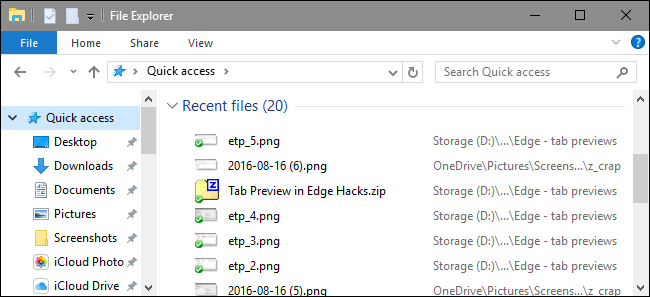 File Explorer
File Home Share View
Quick access Search Quick access
Quick access
Desktop
Downloads
Documents
Pictures
Screenshots
iCloud Photo
iCloud Drive
Recent files (20)
etp_5.png Storage (D:)\...\Edge - tab previews
2016-08-16 (6).png OneDrive\Pictures\Screens...\z_crap
Tab Preview in Edge Hacks.zip Storage (D:)\...\Edge - tab previews
etp_4.png Storage (D:)\...\Edge - tab previews
etp_3.png Storage (D:)\...\Edge - tab previews
etp_2.png Storage (D:)\...\Edge - tab previews
2016-08-16 (5).png OneDrive\Pictures\Screens...\z_crap